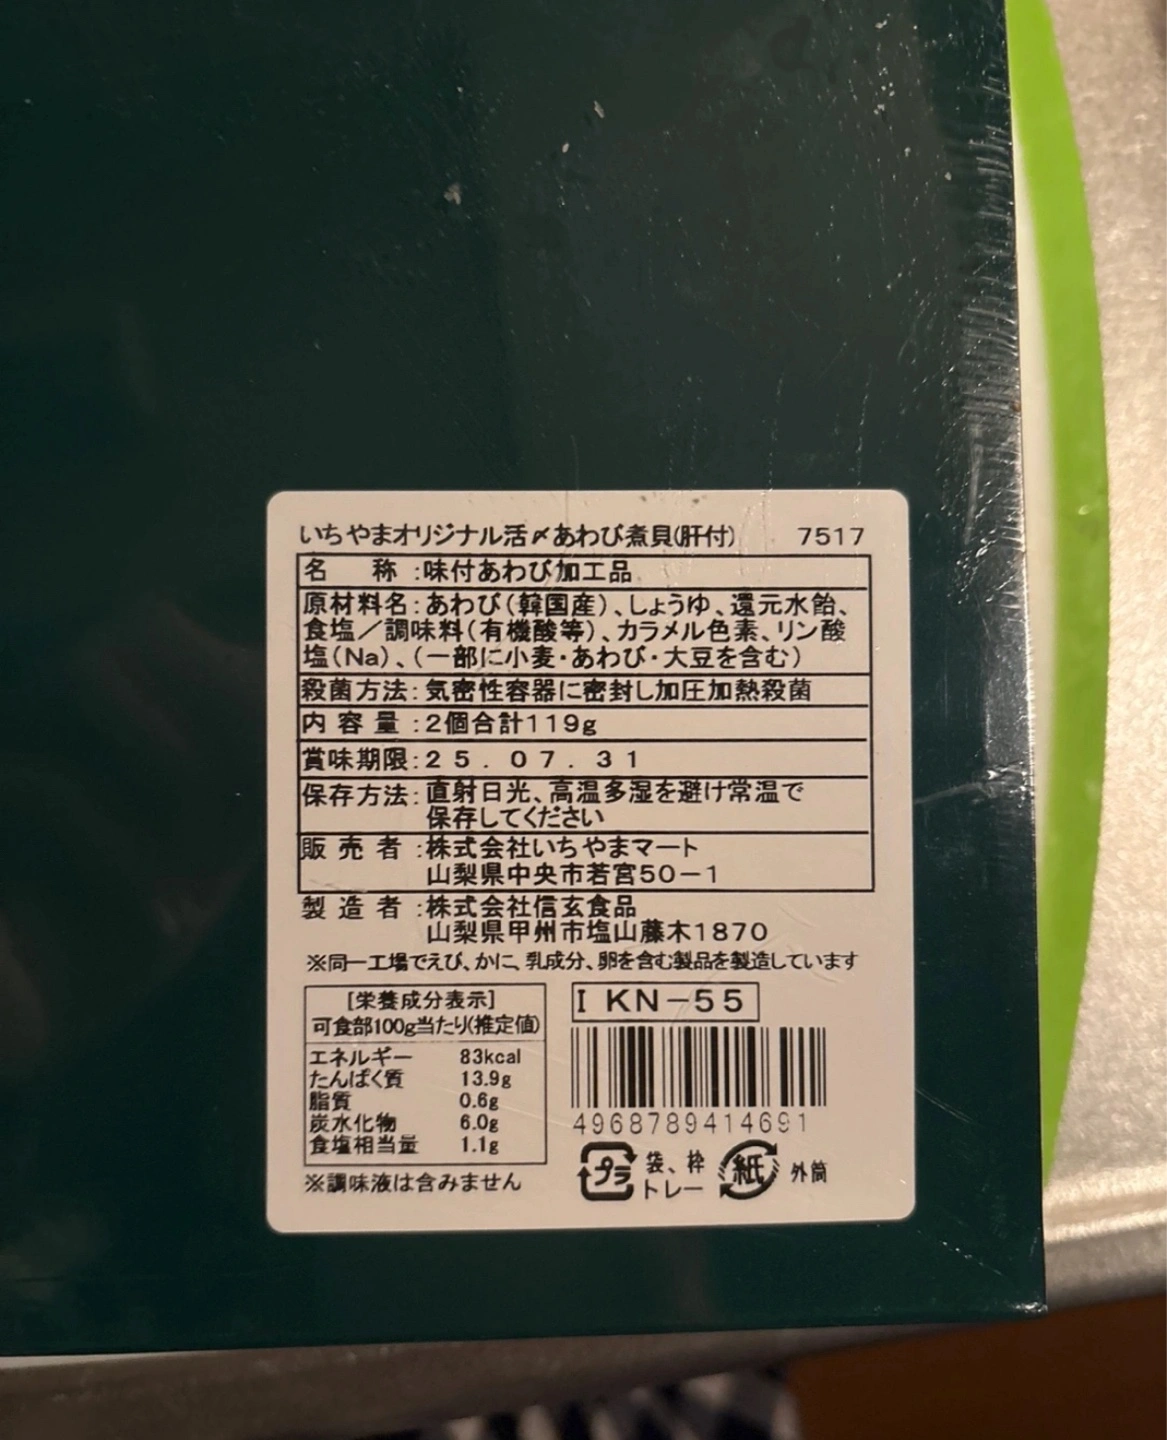 いちやまオリジナル活〆あわび煮貝(肝付) 7517
名 称:味付あわび加工品
原材料名:あわび(韓国産)、しょうゆ、還元水飴、
食塩/調味料(有機酸等)、カラメル色素、リン酸
塩(Na)、(一部に小麦・あわび・大豆を含む)
殺菌方法:気密性容器に密封し加圧加熱殺菌
内容量:2個合計119g
賞味期限:25.07.31
保存方法:直射日光、高温多湿を避け常温で
保存してください
販売者:株式会社いちやまマート
山梨県中央市若宮50-1
製造者:株式会社信玄食品
山梨県甲州市塩山藤木1870
※同一工場でえび、かに、乳成分、卵を含む製品を製造しています
[栄養成分表示]
可食部100g当たり(推定値)
エネルギー 83kcal
たんぱく質 13.9g
脂質 0.6g
炭水化物 6.0g
食塩相当量 1.1g
※調味液は含みません
I KN-55
4968789414691
プラ 袋、枠
トレー
紙 外筒